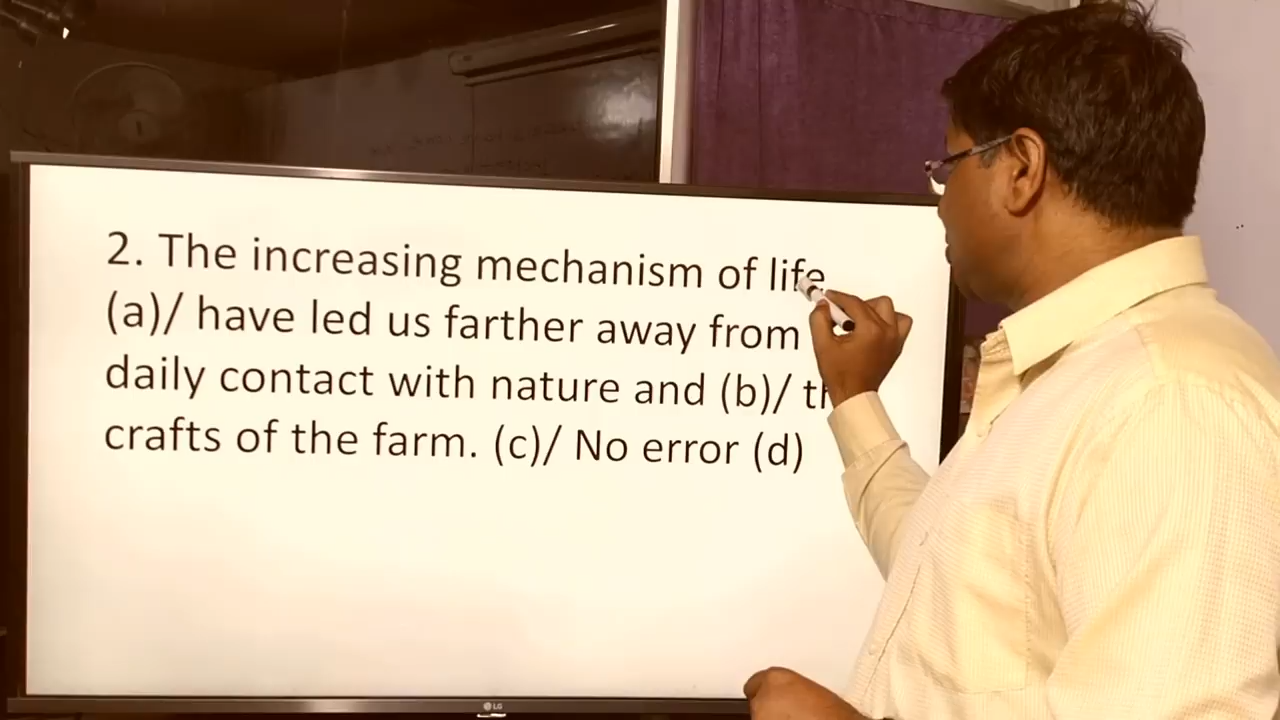 2. The increasing mechanism of life
(a)/ have led us farther away from
daily contact with nature and (b)/
crafts of the farm. (c)/ No error (d)
LG